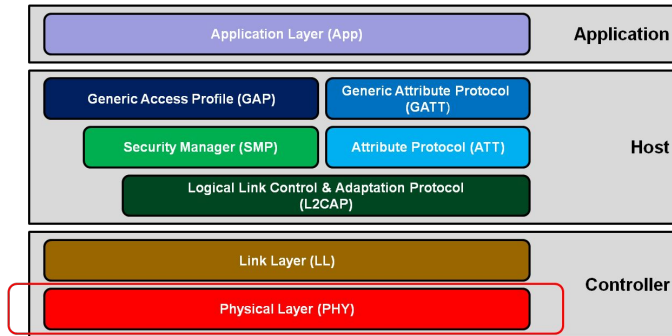 Application Layer (App)
Application
Generic Access Profile (GAP)
Generic Attribute Protocol
(GATT)
Security Manager (SMP)
Attribute Protocol (ATT)
Host
Logical Link Control & Adaptation Protocol
(L2CAP)
Link Layer (LL)
Controller
Physical Layer (PHY)